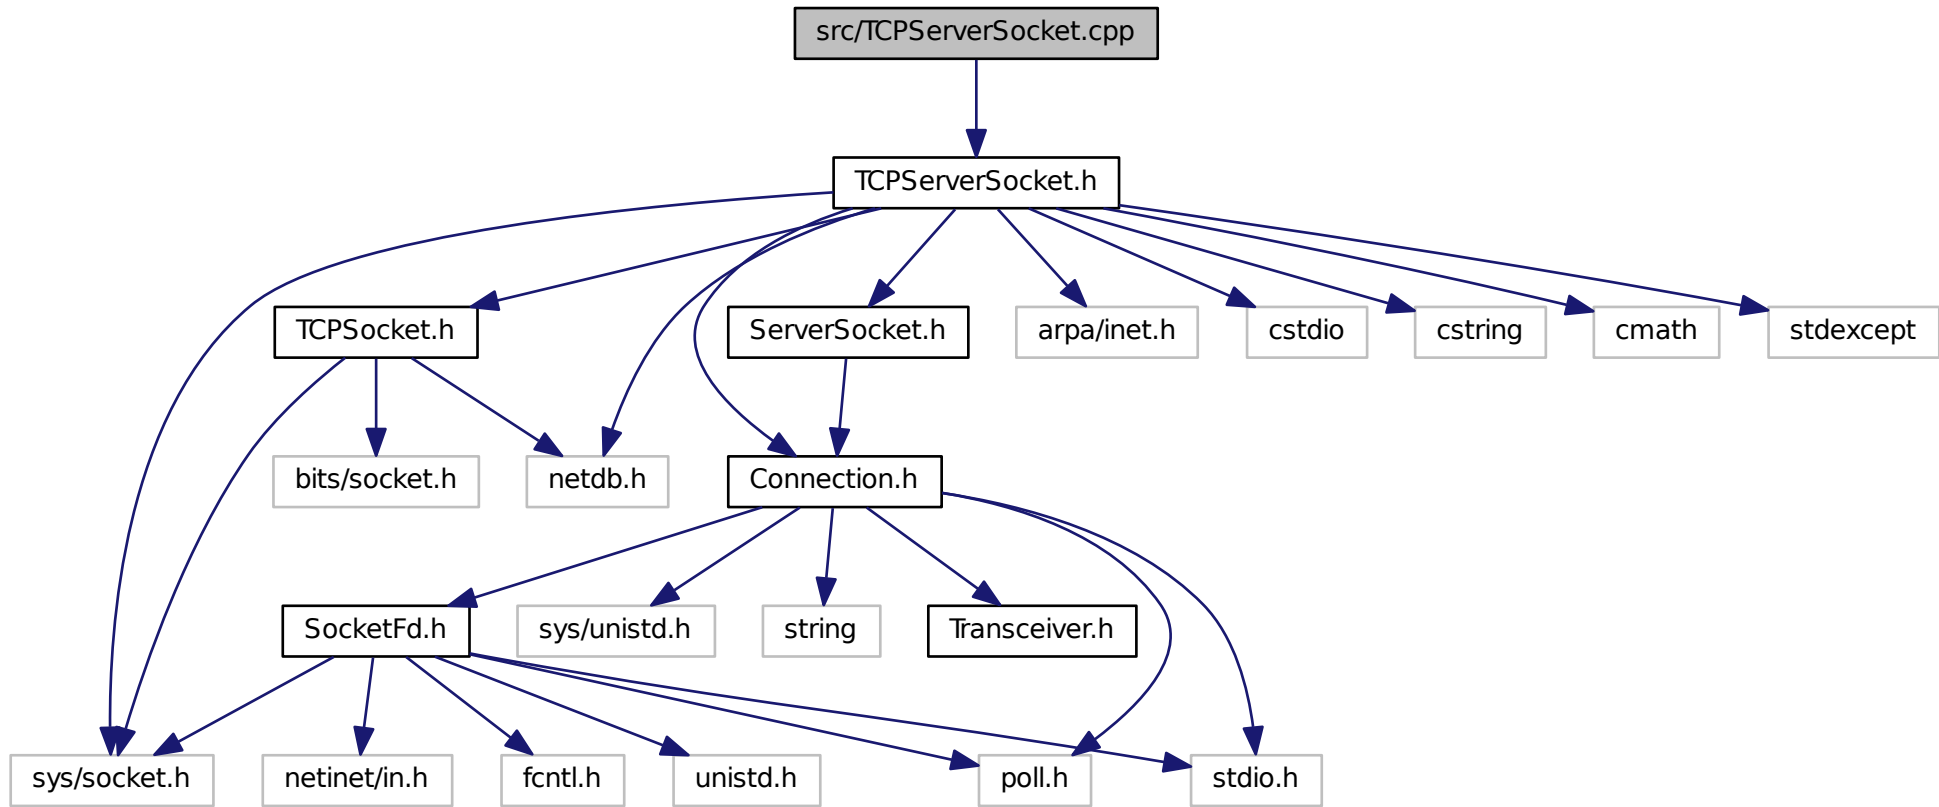 src/TCPServerSocket.cpp
TCPServerSocket.h
TCPSocket.h
ServerSocket.h
arpa/inet.h
cstdio
cstring
cmath
stdexcept
bits/socket.h
netdb.h
Connection.h
SocketFd.h
sys/unistd.h
string
Transceiver.h
sys/socket.h
netinet/in.h
fcntl.h
unistd.h
poll.h
stdio.h